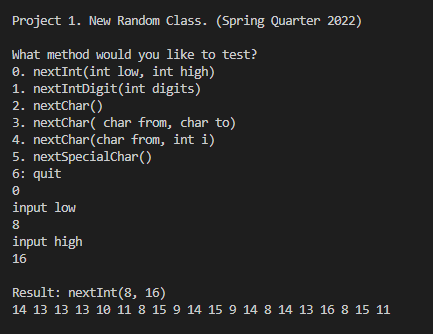 Project 1. New Random Class. (Spring Quarter 2022)
What method would you like to test?
0. nextInt(int low, int high)
1. nextIntDigit(int digits)
2. nextChar()
3. nextChar( char from, char to)
4. nextChar(char from, int i)
5. nextSpecialChar()
6: quit
0
input low
8
input high
16
Result: nextInt(8, 16)
14 13 13 13 10 11 8 15 9 14 15 9 14 8 14 13 16 8 15 11